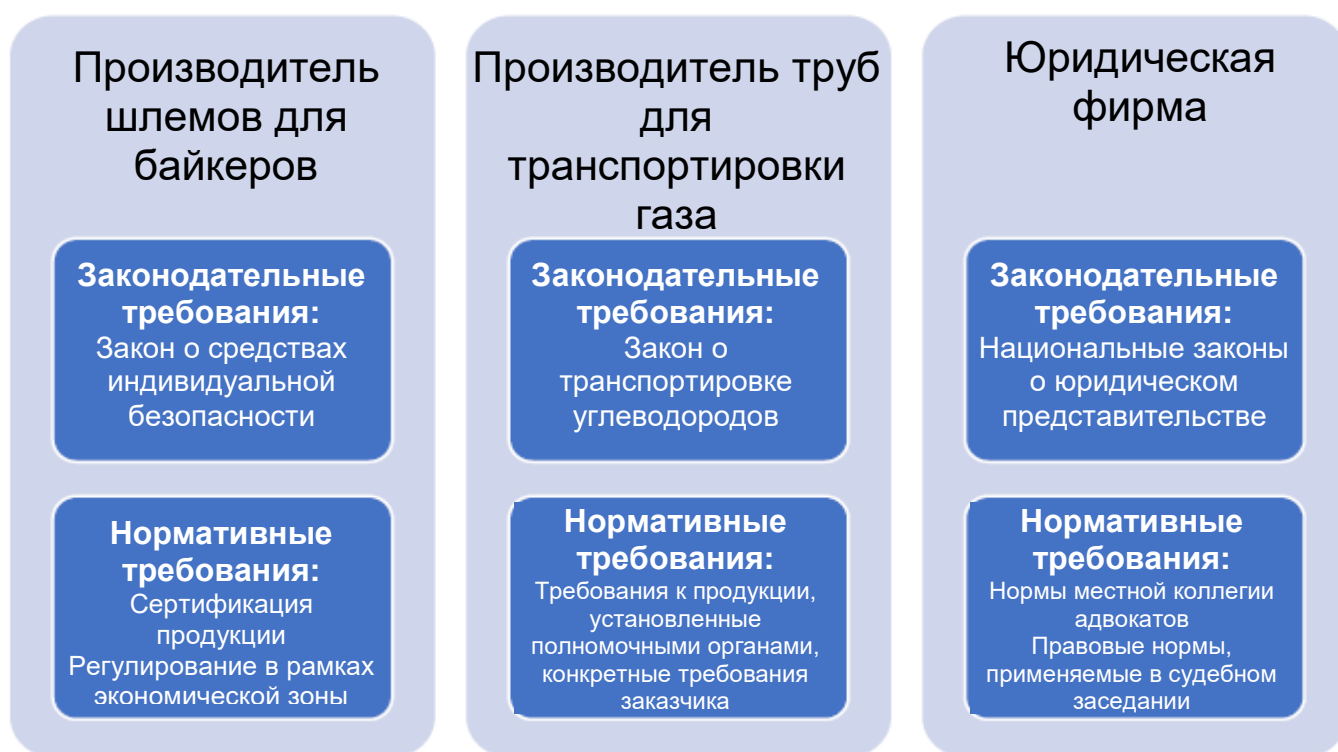 Производитель
шлемов для
байкеров
Законодательные
требования:
Закон о средствах
индивидуальной
безопасности
Нормативные
требования:
Сертификация
продукции
Регулирование в рамках
экономической зоны
Производитель труб
для
транспортировки
газа
Законодательные
требования:
Закон о
транспортировке
углеводородов
Нормативные
требования:
Требования к продукции,
установленные
полномочными органами,
конкретные требования
заказчика
Юридическая
фирма
Законодательные
требования:
Национальные законы
о юридическом
представительстве
Нормативные
требования:
Нормы местной коллегии
адвокатов
Правовые нормы,
применяемые в судебном
заседании